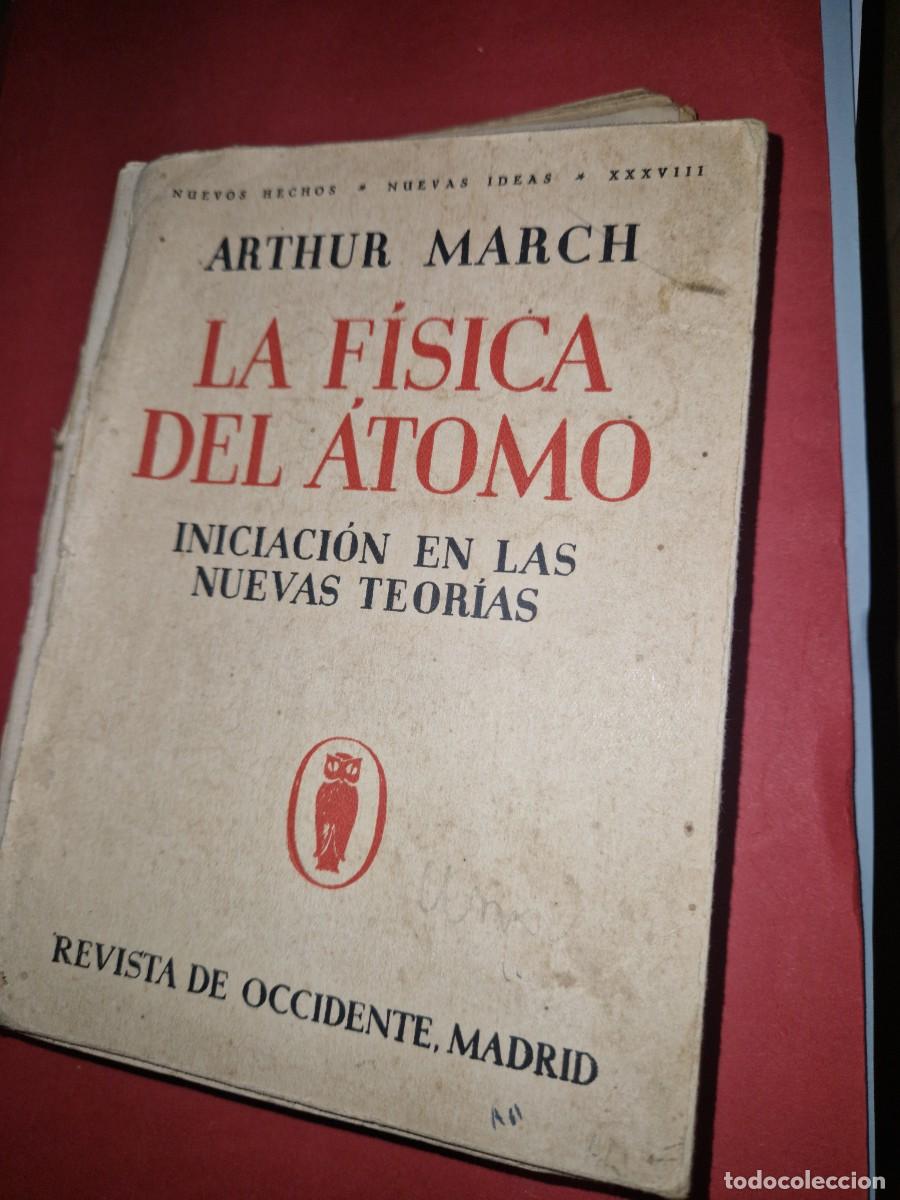 NUEVOS HECHOS * NUEVAS IDEAS * XXXVIII
ARTHUR MARCH
LA FÍSICA
DEL ÁTOMO
INICIACIÓN EN LAS
NUEVAS TEORÍAS
REVISTA DE OCCIDENTE, MADRID
todocoleccion